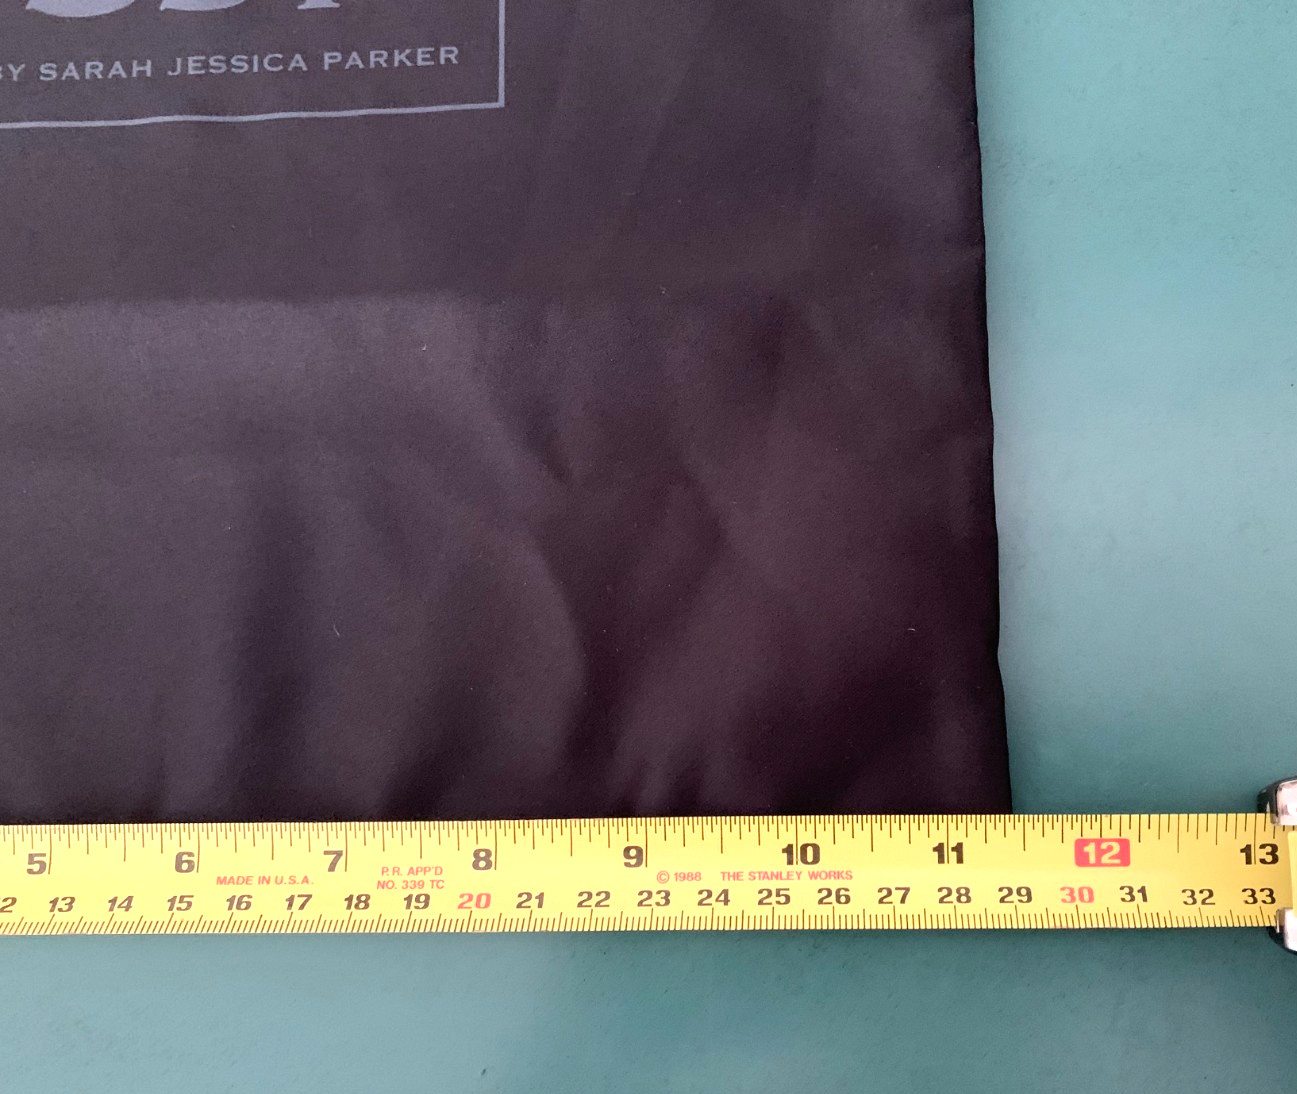 BY SARAH JESSICA PARKER
5 6 7 8 9 10 11 12 13
MADE IN U.S.A.
P.R. APP'D
NO. 339 TC
© 1988 THE STANLEY WORKS
13 14 15 16 17 18 19 20 21 22 23 24 25 26 27 28 29 30 31 32 33